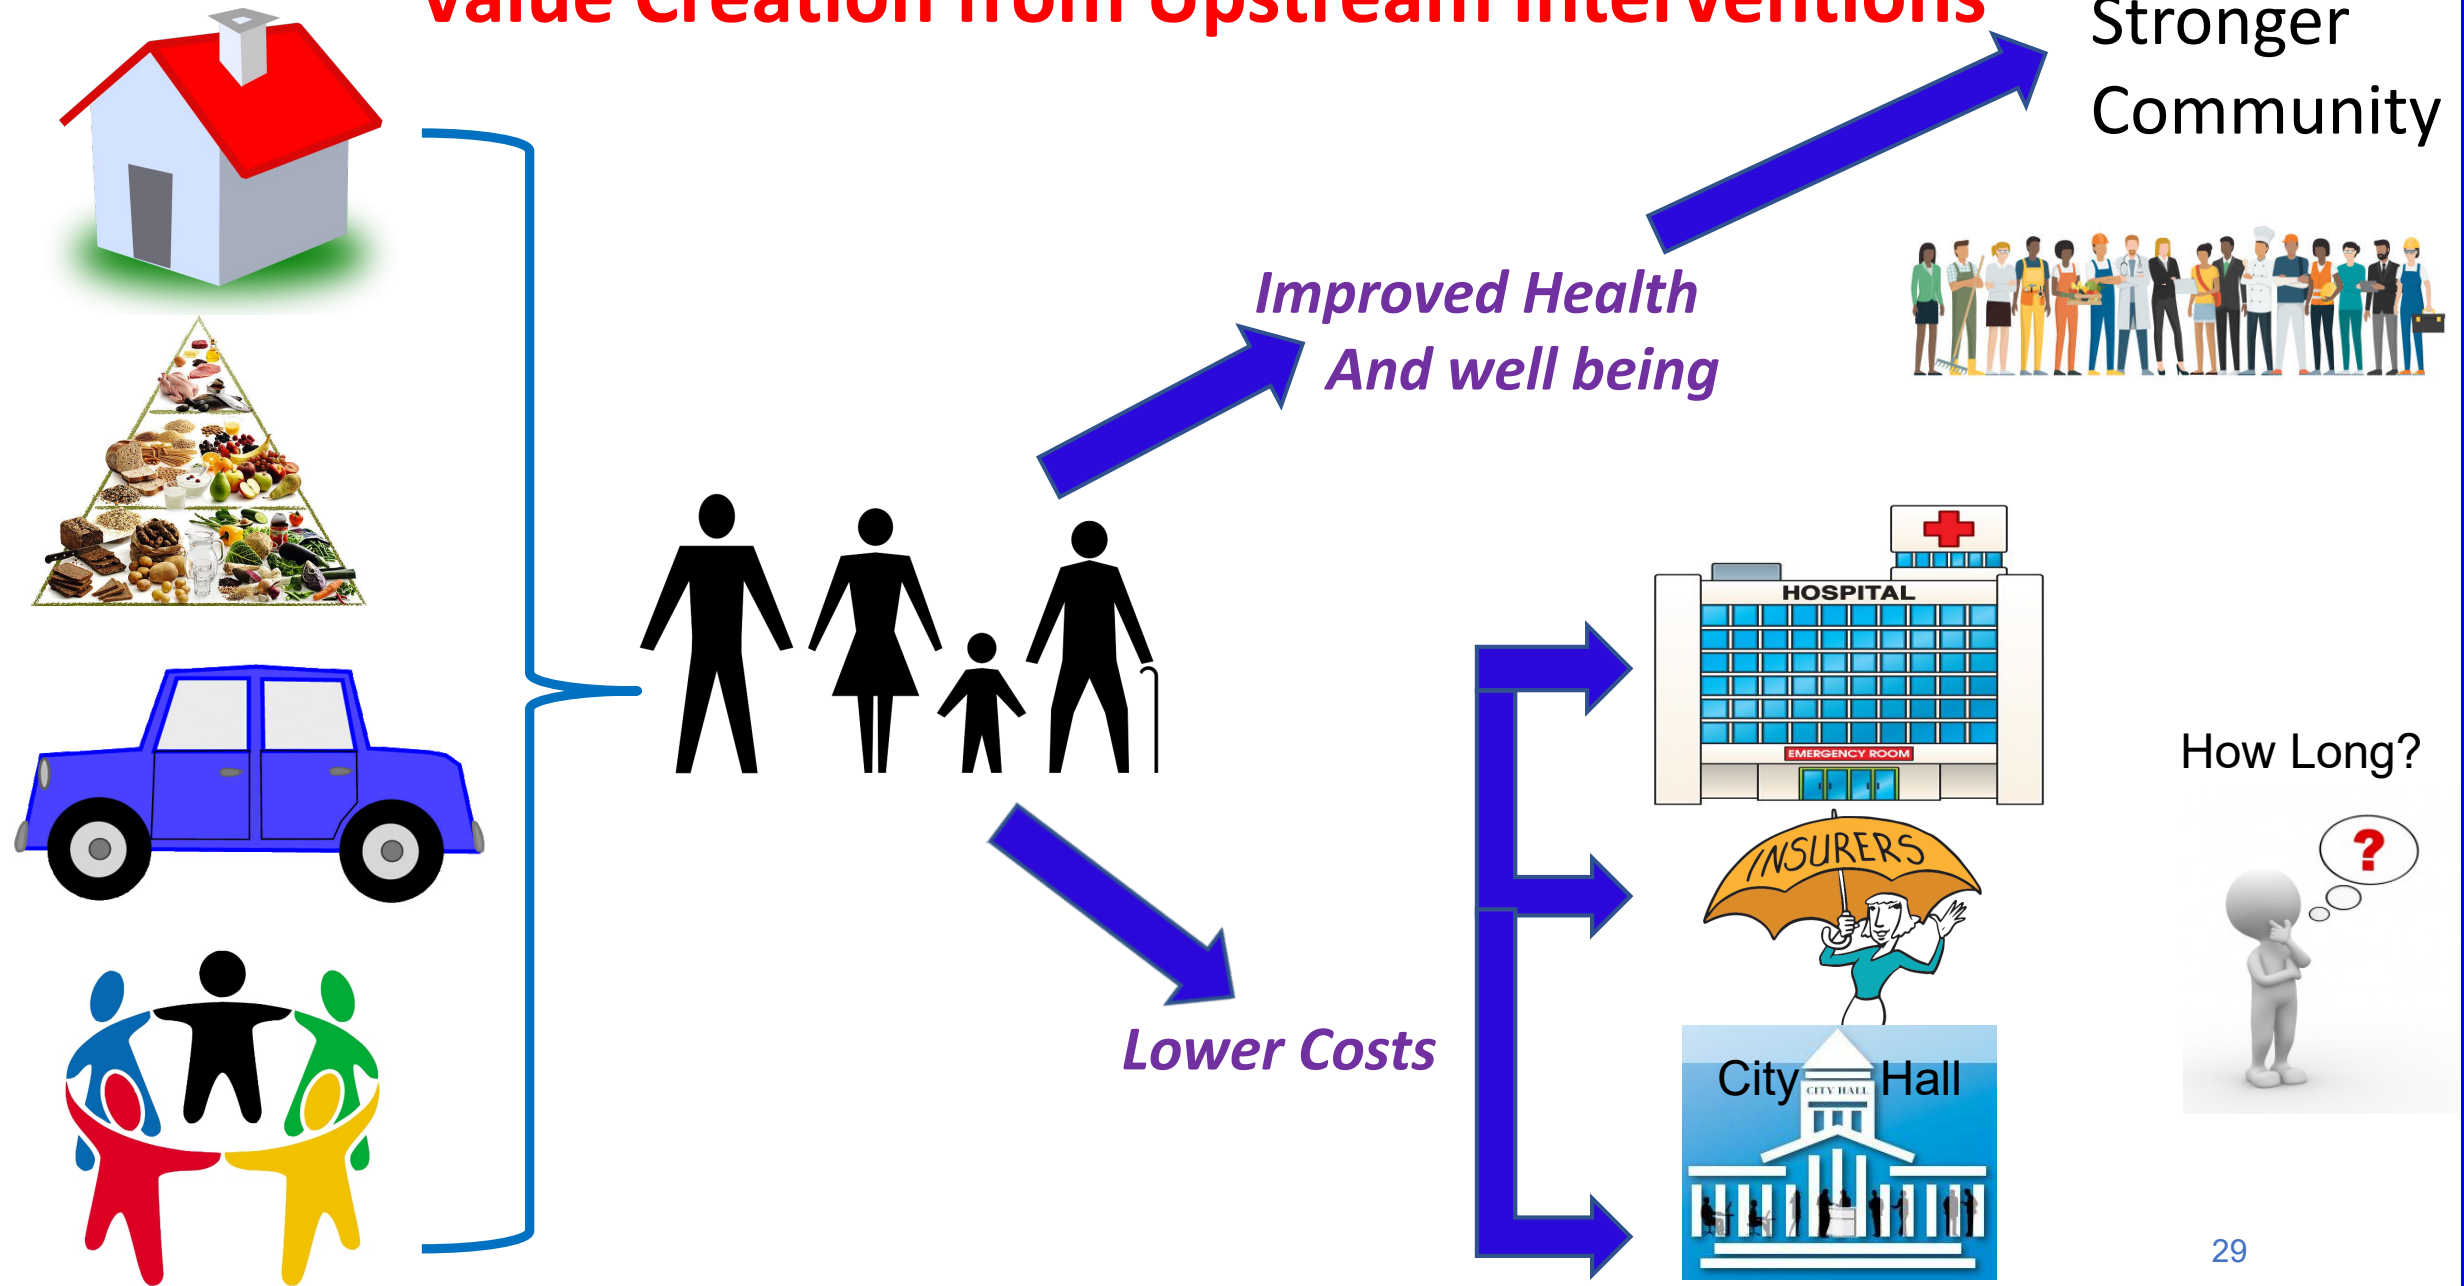 Value Creation from Upstream Interventions
Stronger
Community
Improved Health
And well being
HOSPITAL
EMERGENCY ROOM
How Long?
?
INSURERS
Lower Costs
City Hall
CITY HALL
29